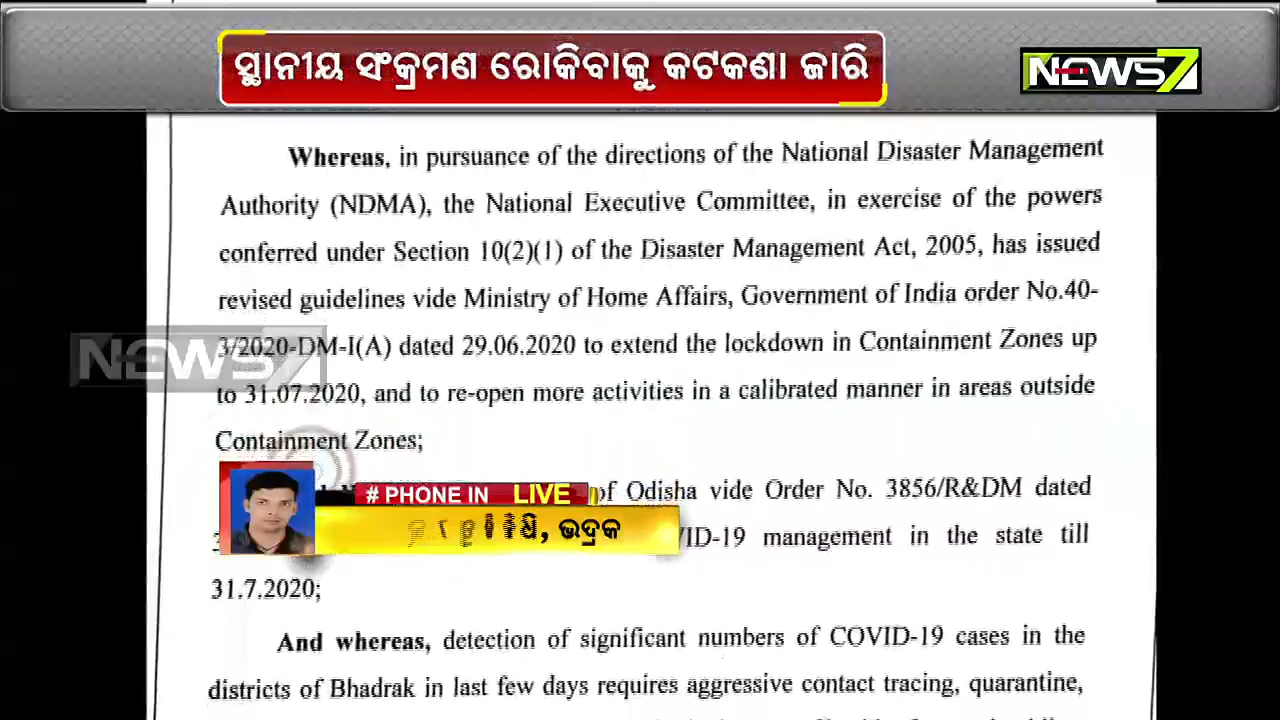 ସ୍ଥାନୀୟ ସଂକ୍ରମଣ ରୋକିବାକୁ କଟକଣା ଜାରି
NEWS7
Whereas, in pursuance of the directions of the National Disaster Management
Authority (NDMA), the National Executive Committee, in exercise of the powers
conferred under Section 10(2)(1) of the Disaster Management Act, 2005, has issued
revised guidelines vide Ministry of Home Affairs, Government of India order No.40-
3/2020-DM-I(A) dated 29.06.2020 to extend the lockdown in Containment Zones up
NEWS7
to 31.07.2020, and to re-open more activities in a calibrated manner in areas outside
Containment Zones;
# PHONE IN LIVE
of Odisha vide Order No. 3856/R&DM dated
ଭଦ୍ରକ
VID-19 management in the state till
31.7.2020;
And whereas, detection of significant numbers of COVID-19 cases in the
districts of Bhadrak in last few days requires aggressive contact tracing, quarantine,